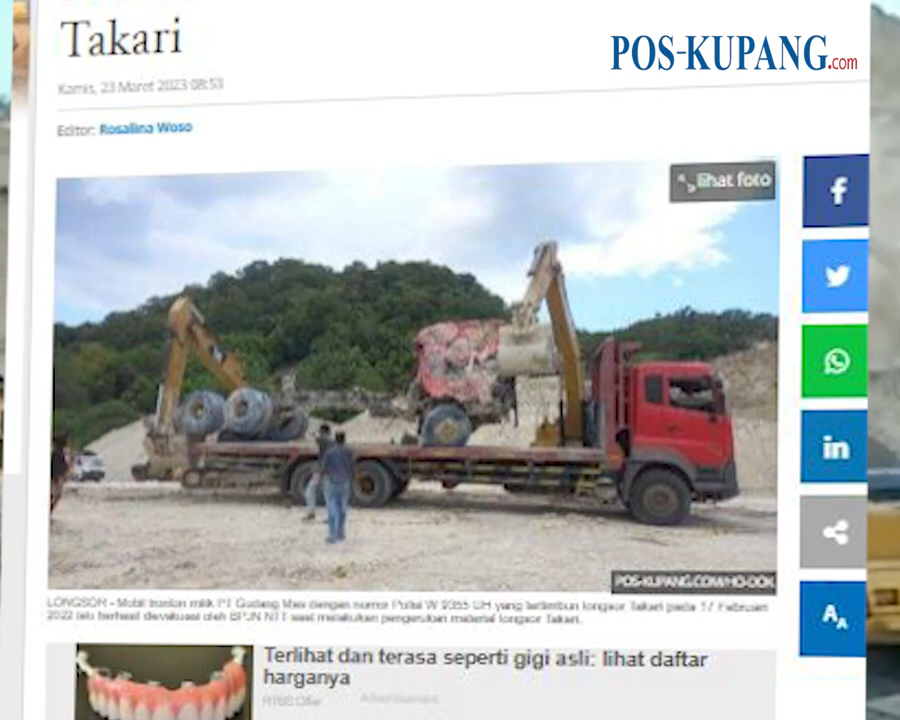 Takari
POS-KUPANG.com
Kamis, 23 Maret 2023 08:53
Editor: Rosalina Woso
lihat foto
POS-KUPANG.COM/HO-DOK
LONGSOR - Mobil tronton milik PT Gudang Mas dengan nomor Polisi W 9355 UH yang tertimbun longsor Takari pada 17 Februari
2022 lalu berhasil dievakuasi oleh BPJN NTT saat melakukan pengerukan material longsor Takari.
Terlihat dan terasa seperti gigi asli: lihat daftar
harganya
Advertisement
f
in
AA